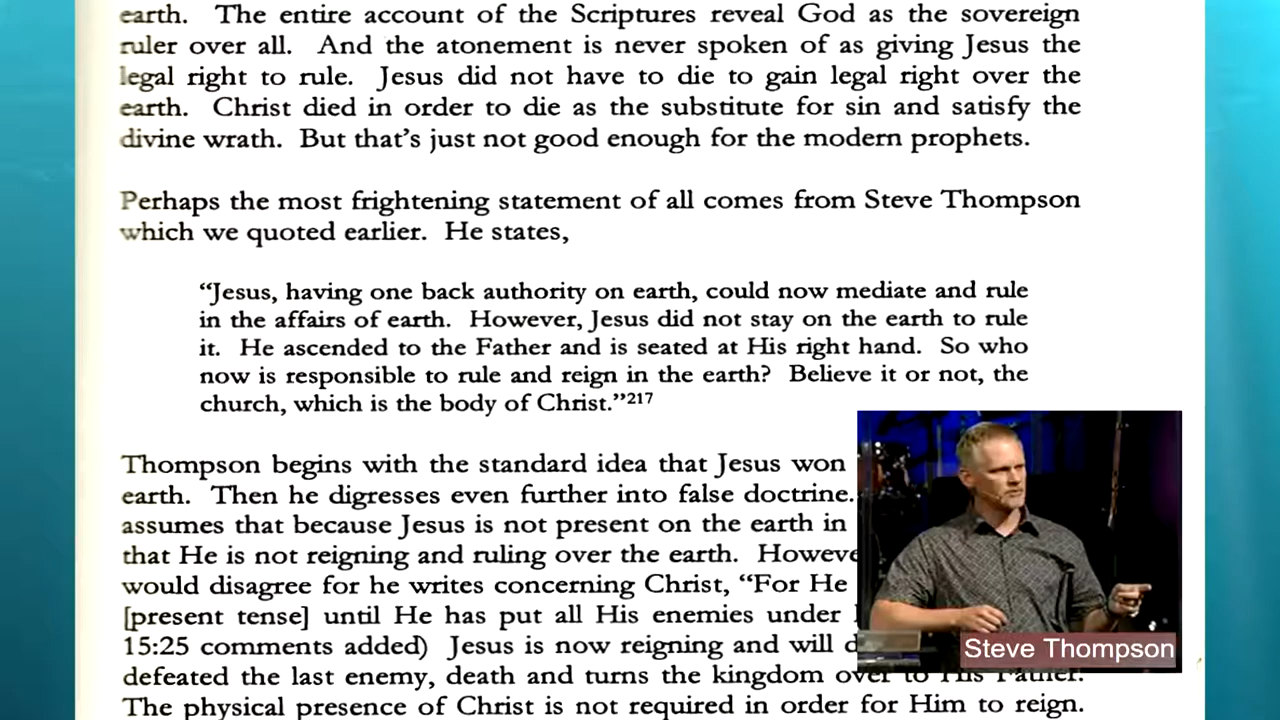 earth. The entire account of the Scriptures reveal God as the sovereign
ruler over all. And the atonement is never spoken of as giving Jesus the
legal right to rule. Jesus did not have to die to gain legal right over the
earth. Christ died in order to die as the substitute for sin and satisfy the
divine wrath. But that’s just not good enough for the modern prophets.
Perhaps the most frightening statement of all comes from Steve Thompson
which we quoted earlier. He states,
“Jesus, having one back authority on earth, could now mediate and rule
in the affairs of earth. However, Jesus did not stay on the earth to rule
it. He ascended to the Father and is seated at His right hand. So who
now is responsible to rule and reign in the earth? Believe it or not, the
church, which is the body of Christ.”217
Thompson begins with the standard idea that Jesus won
earth. Then he digresses even further into false doctrine.
assumes that because Jesus is not present on the earth in
that He is not reigning and ruling over the earth. Howeve
would disagree for he writes concerning Christ, “For He
[present tense] until He has put all His enemies under
15:25 comments added) Jesus is now reigning and will d
defeated the last enemy, death and turns the kingdom over to His Father.
The physical presence of Christ is not required in order for Him to reign.
Steve Thompson